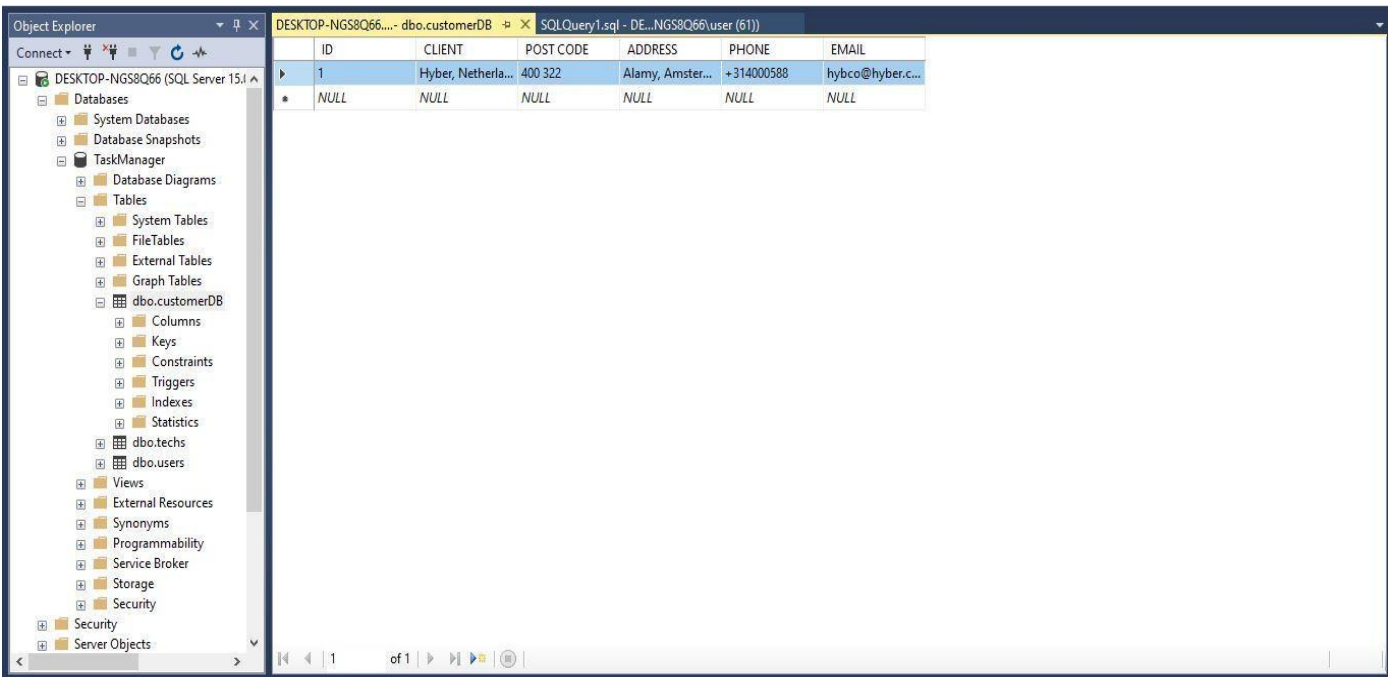 Object Explorer
Connect
DESKTOP-NGS8Q66 (SQL Server 15.(
Databases
System Databases
Database Snapshots
TaskManager
Database Diagrams
Tables
System Tables
FileTables
External Tables
Graph Tables
dbo.customerDB
Columns
Keys
Constraints
Triggers
Indexes
Statistics
dbo.techs
dbo.users
Views
External Resources
Synonyms
Programmability
Service Broker
Storage
Security
Security
Server Objects
DESKTOP-NGS8Q66....- dbo.customerDB SQLQuery1.sql - DE...NGS8Q66\user (61))
ID CLIENT POST CODE ADDRESS PHONE EMAIL
1 Hyber, Netherla... 400 322 Alamy, Amster... +314000588 hybco@hyber.c...
NULL NULL NULL NULL NULL NULL
1 of 1